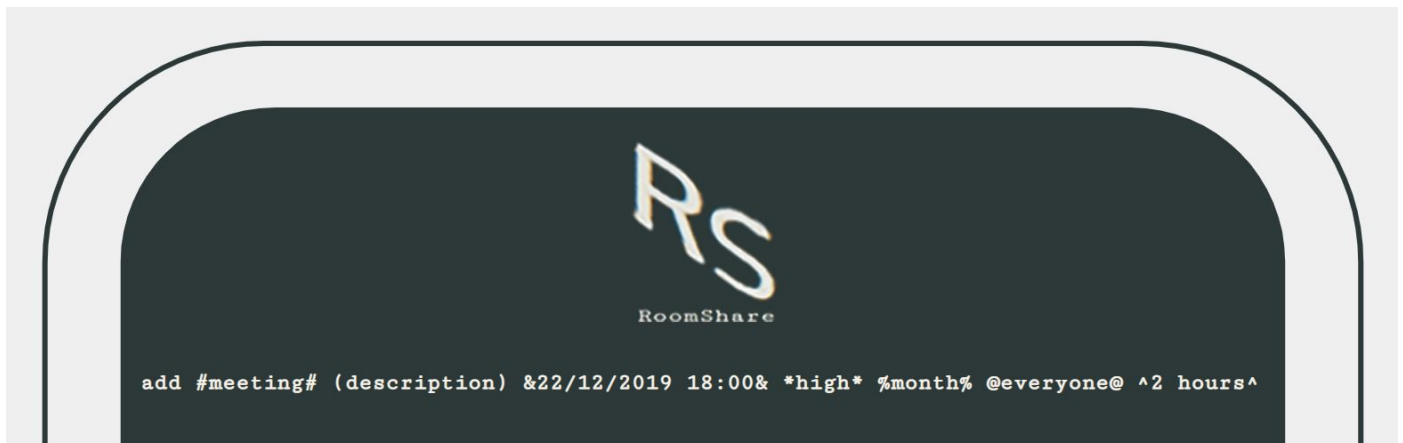 RS
RoomShare
add #meeting# (description) &22/12/2019 18:00& *high* %month% @everyone@ ^2 hours^